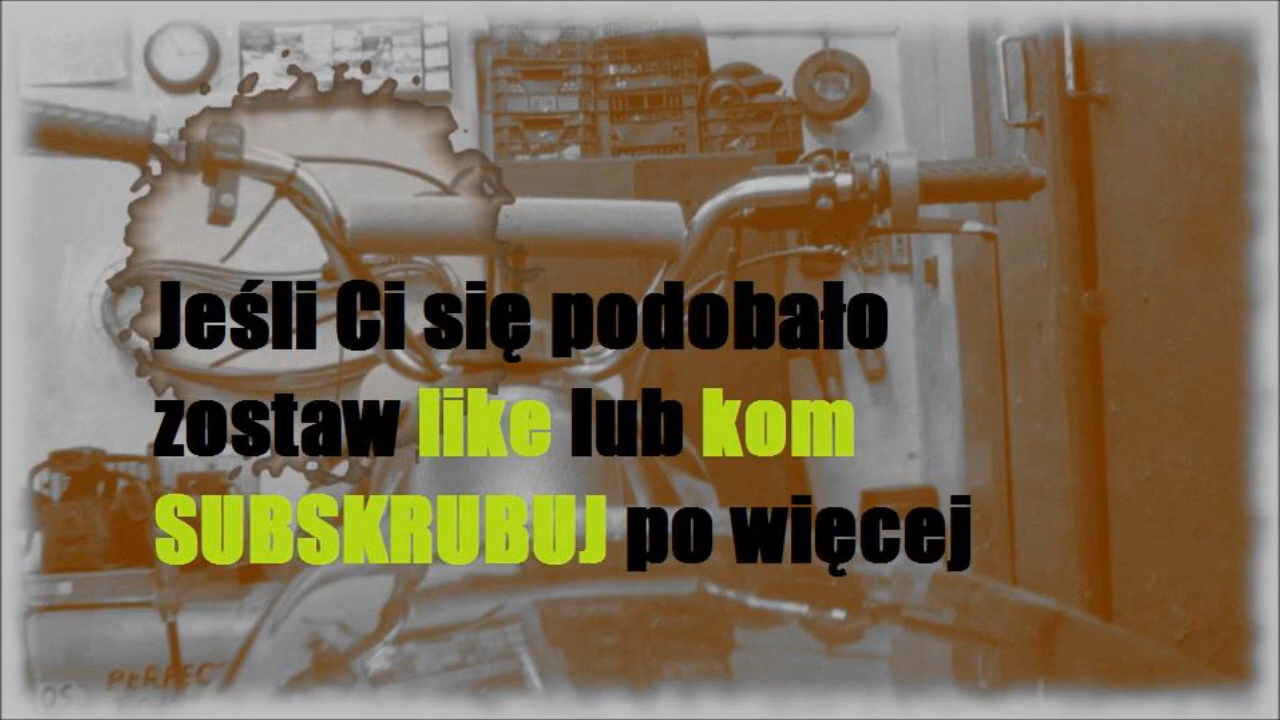 Jeśli Ci się podobało
zostaw like lub kom
SUBSKRUBUJ po więcej